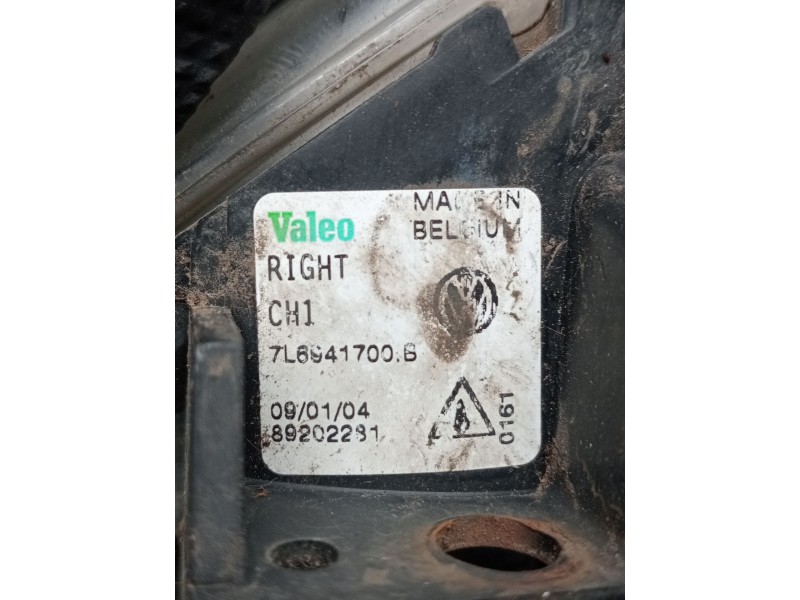 Valeo
MADE IN
BELGIUM
RIGHT
CH1
7L6941700.B
09/01/04
89202281
0161